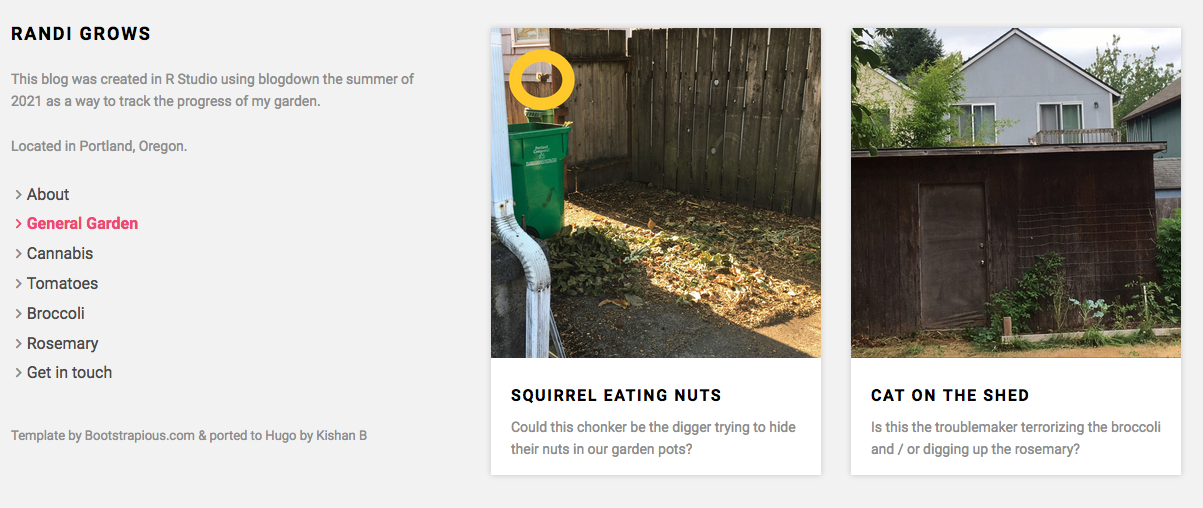 RANDI GROWS
This blog was created in R Studio using blogdown the summer of
2021 as a way to track the progress of my garden.
Located in Portland, Oregon.
About
General Garden
Cannabis
Tomatoes
Broccoli
Rosemary
Get in touch
Template by Bootstrapious.com & ported to Hugo by Kishan B
SQUIRREL EATING NUTS
Could this chonker be the digger trying to hide
their nuts in our garden pots?
CAT ON THE SHED
Is this the troublemaker terrorizing the broccoli
and / or digging up the rosemary?